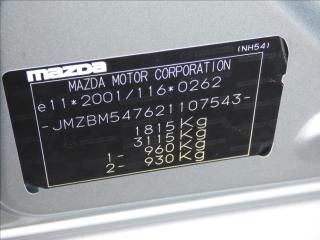 mazda
(NH54)
MAZDA MOTOR CORPORATION
e11*2001/116*0262
-JMZBM547621107543-
1815 Kg
3115 Kg
1- 960 Kg
2- 930 Kg